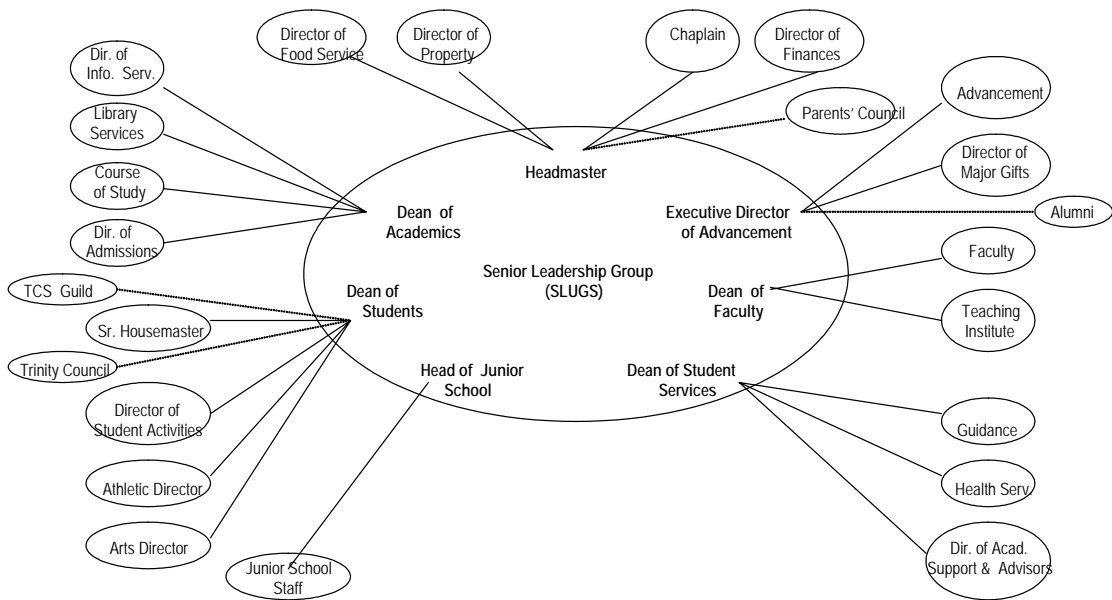 Director of
Food Service
Director of
Property
Chaplain
Director of
Finances
Dir. of
Info. Serv.
Advancement
Library
Services
Parents' Council
Headmaster
Director of
Major Gifts
Course
of Study
Dean of
Academics
Executive Director
of Advancement
Alumni
Dir. of
Admissions
Faculty
Senior Leadership Group
(SLUGS)
TCS Guild
Dean of
Students
Dean of
Faculty
Sr. Housemaster
Teaching
Institute
Trinity Council
Head of Junior
School
Dean of Student
Services
Director of
Student Activities
Guidance
Athletic Director
Health Serv.
Arts Director
Junior School
Staff
Dir. of Acad.
Support & Advisors